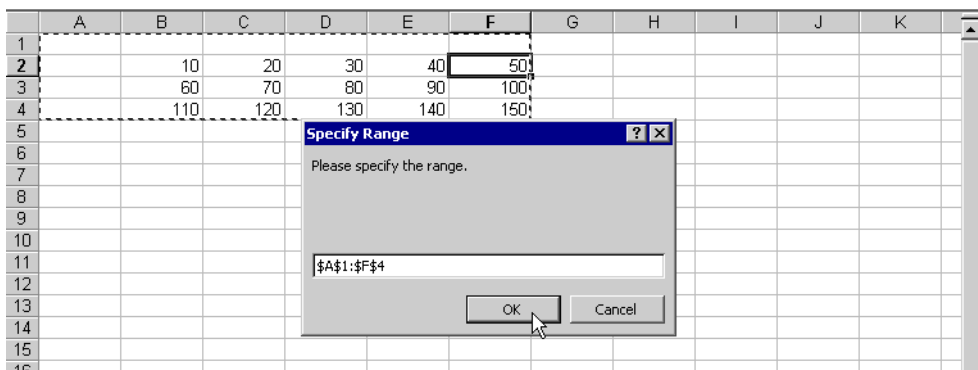 A B C D E F G H I J K
1
2 10 20 30 40 50
3 60 70 80 90 100
4 110 120 130 140 150
5
Specify Range ? ×
6
Please specify the range.
7
8
9
10
11
$A$1:$F$4
12
13
OK Cancel
14
15
16